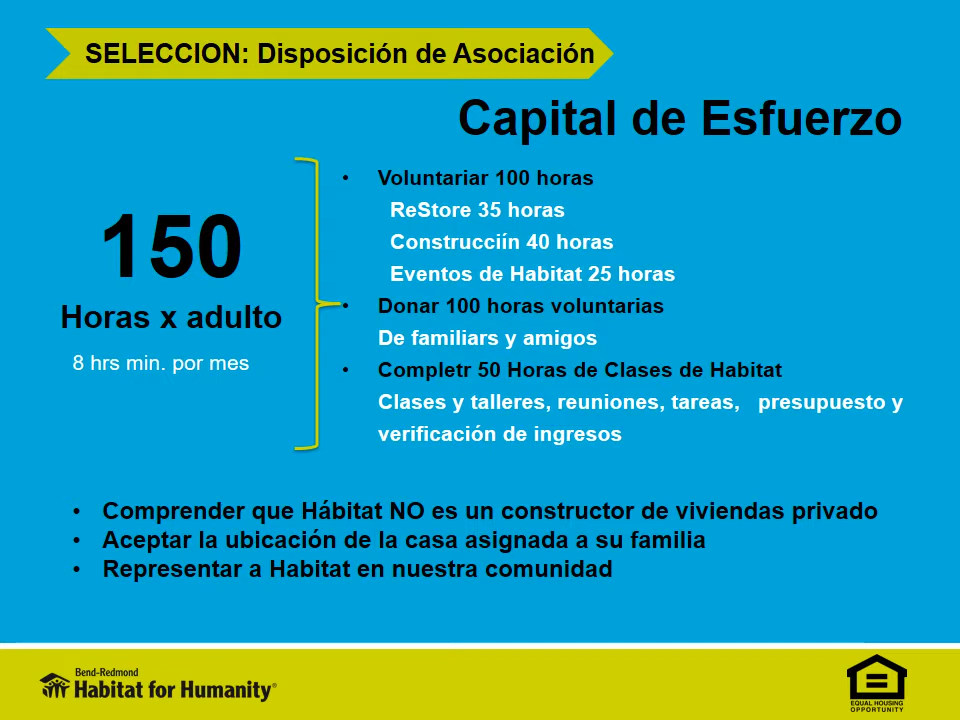 SELECCION: Disposición de Asociación
Capital de Esfuerzo
150
Horas x adulto
8 hrs min. por mes
• Voluntariar 100 horas
ReStore 35 horas
Construcciín 40 horas
Eventos de Habitat 25 horas
• Donar 100 horas voluntarias
De familiars y amigos
• Completr 50 Horas de Clases de Habitat
Clases y talleres, reuniones, tareas, presupuesto y
verificación de ingresos
• Comprender que Hábitat NO es un constructor de viviendas privado
• Aceptar la ubicación de la casa asignada a su familia
• Representar a Habitat en nuestra comunidad
Bend-Redmond
Habitat for Humanity®
EQUAL HOUSING
OPPORTUNITY